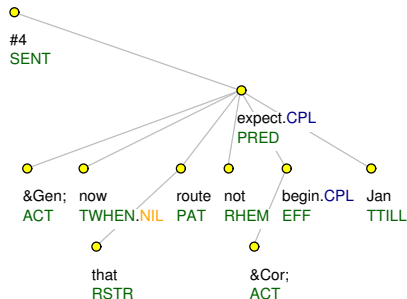 #4
SENT
expect.CPL
PRED
&Gen; now route not begin.CPL Jan
ACT TWHEN.NIL PAT RHEM EFF TTILL
that &Cor;
RSTR ACT